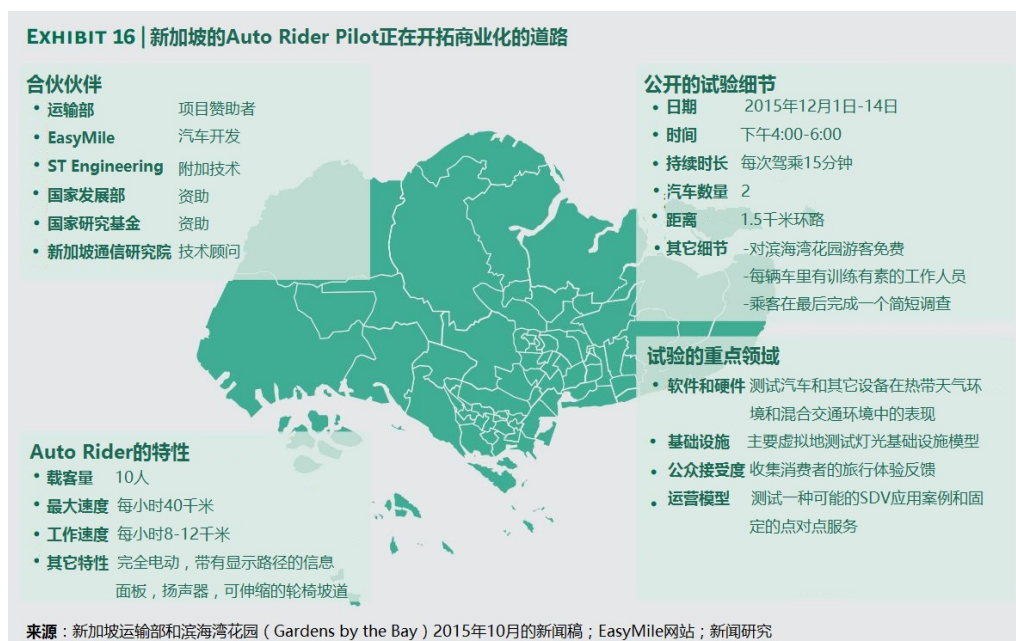 EXHIBIT 16 | 新加坡的Auto Rider Pilot正在开拓商业化的道路
合伙伙伴
• 运输部 项目赞助者
• EasyMile 汽车开发
• ST Engineering 附加技术
• 国家发展部 资助
• 国家研究基金 资助
• 新加坡通信研究院 技术顾问
公开的试验细节
• 日期 2015年12月1日-14日
• 时间 下午4:00-6:00
• 持续时长 每次驾乘15分钟
• 汽车数量 2
• 距离 1.5千米环路
• 其它细节 -对滨海湾花园游客免费
-每辆车里有训练有素的工作人员
-乘客在最后完成一个简短调查
试验的重点领域
• 软件和硬件 测试汽车和其它设备在热带天气环
境和混合交通环境中的表现
• 基础设施 主要虚拟地测试灯光基础设施模型
• 公众接受度 收集消费者的旅行体验反馈
• 运营模型 测试一种可能的SDV应用案例和固
定的点对点服务
Auto Rider的特性
• 载客量 10人
• 最大速度 每小时40千米
• 工作速度 每小时8-12千米
• 其它特性 完全电动，带有显示路径的信息
面板，扬声器，可伸缩的轮椅坡道
来源：新加坡运输部和滨海湾花园（Gardens by the Bay）2015年10月的新闻稿；EasyMile网站；新闻研究